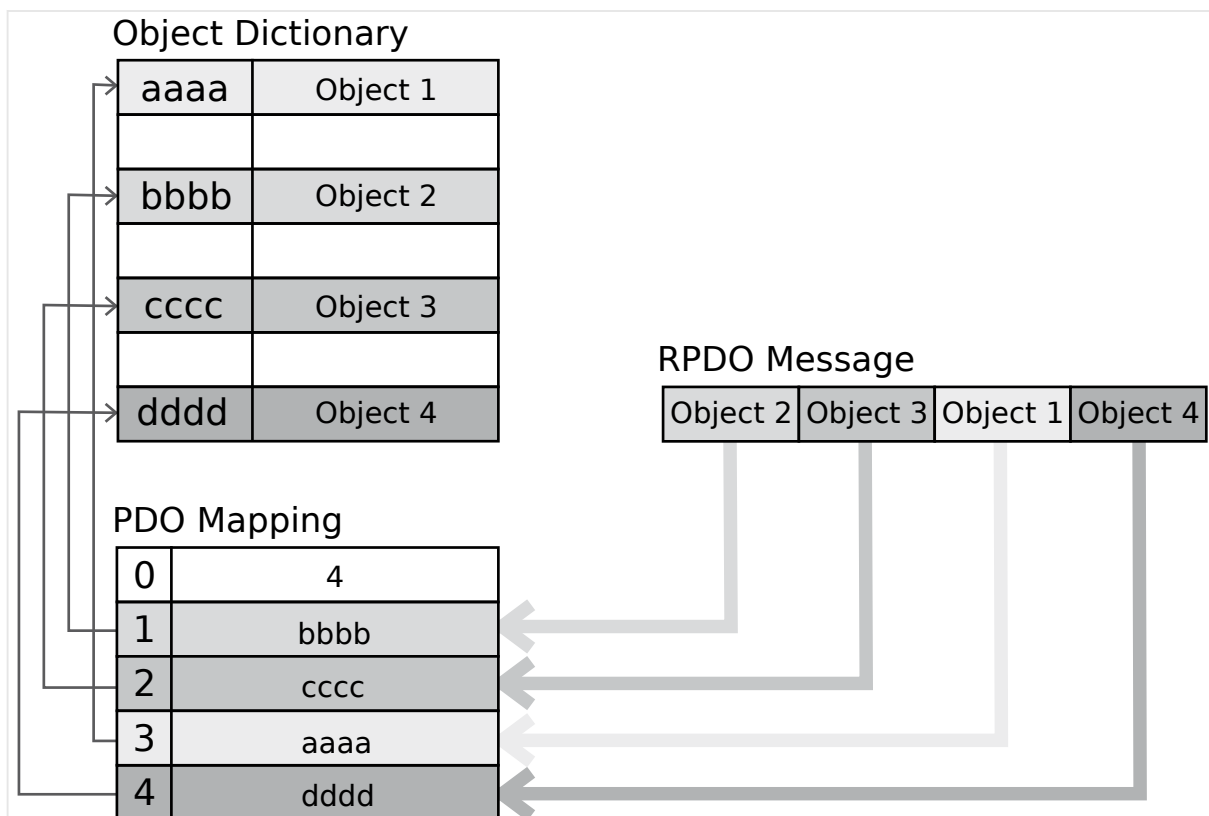 Object Dictionary
aaaa Object 1
bbbb Object 2
cccc Object 3
dddd Object 4
RPDO Message
Object 2 Object 3 Object 1 Object 4
PDO Mapping
0 4
1 bbbb
2 cccc
3 aaaa
4 dddd